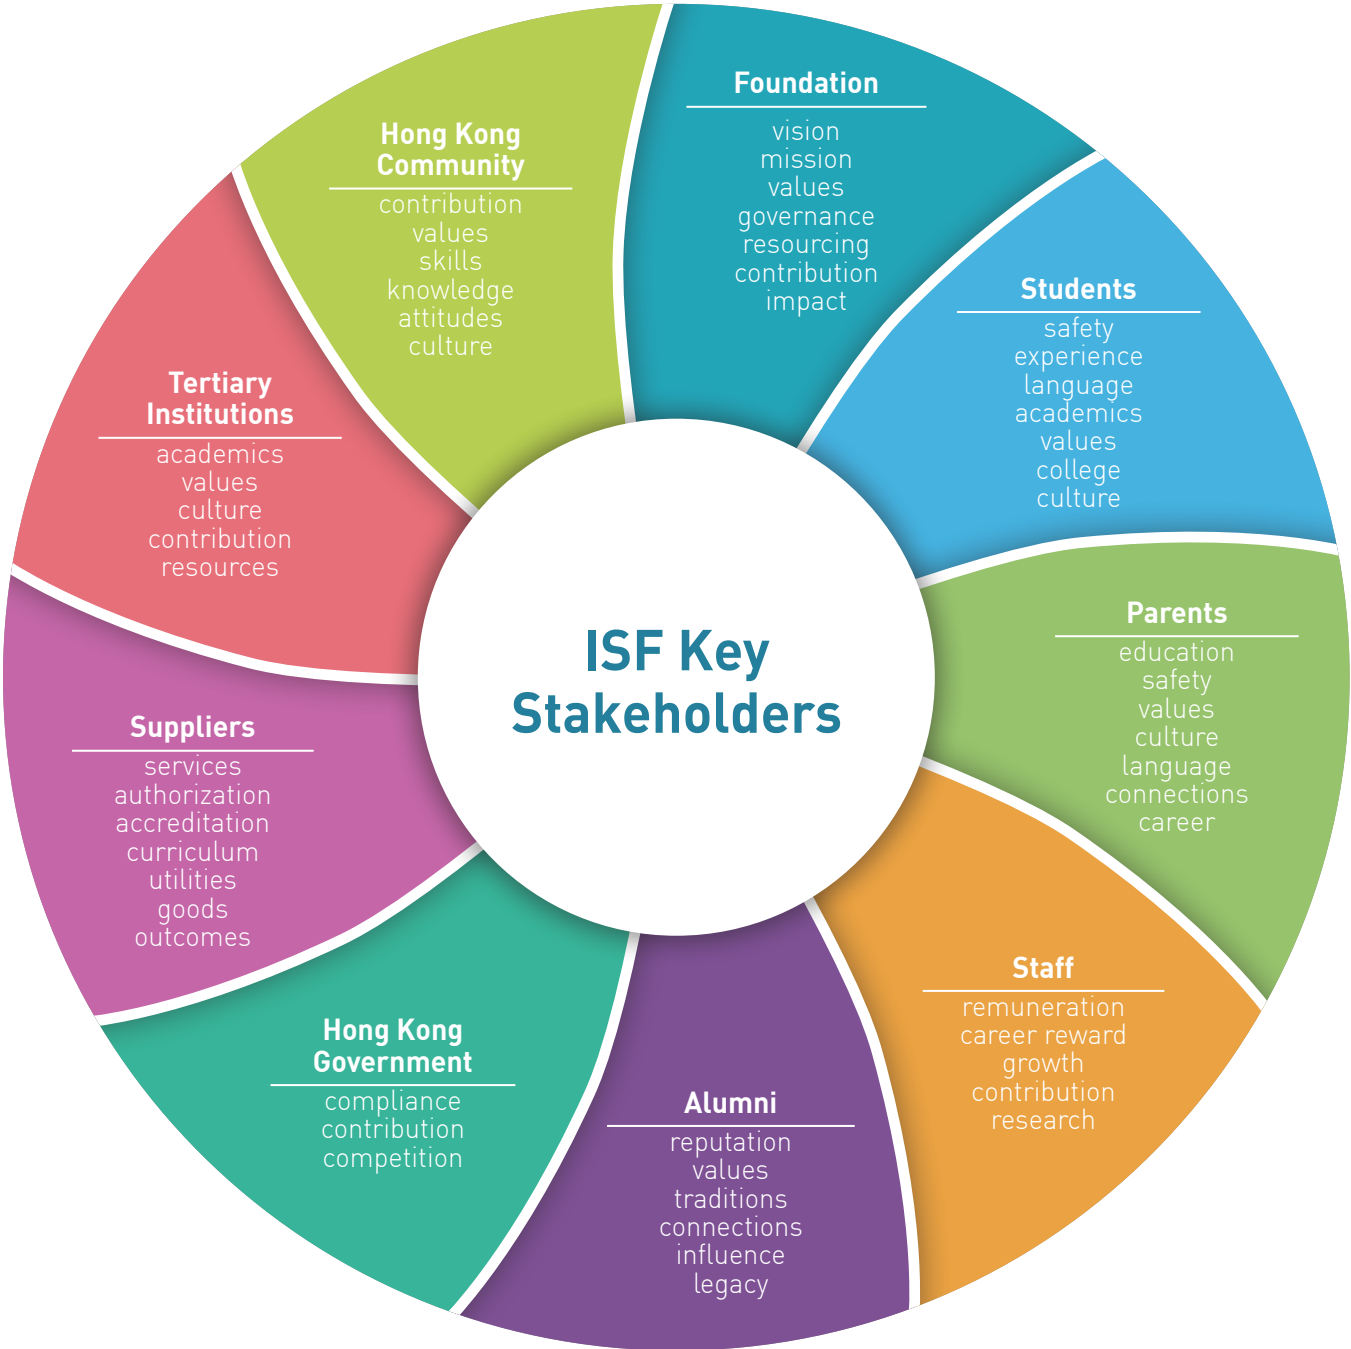 ISF Key
Stakeholders
Foundation
vision
mission
values
governance
resourcing
contribution
impact
Students
safety
experience
language
academics
values
college
culture
Parents
education
safety
values
culture
language
connections
career
Staff
remuneration
career reward
growth
contribution
research
Alumni
reputation
values
traditions
connections
influence
legacy
Hong Kong
Government
compliance
contribution
competition
Suppliers
services
authorization
accreditation
curriculum
utilities
goods
outcomes
Tertiary
Institutions
academics
values
culture
contribution
resources
Hong Kong
Community
contribution
values
skills
knowledge
attitudes
culture